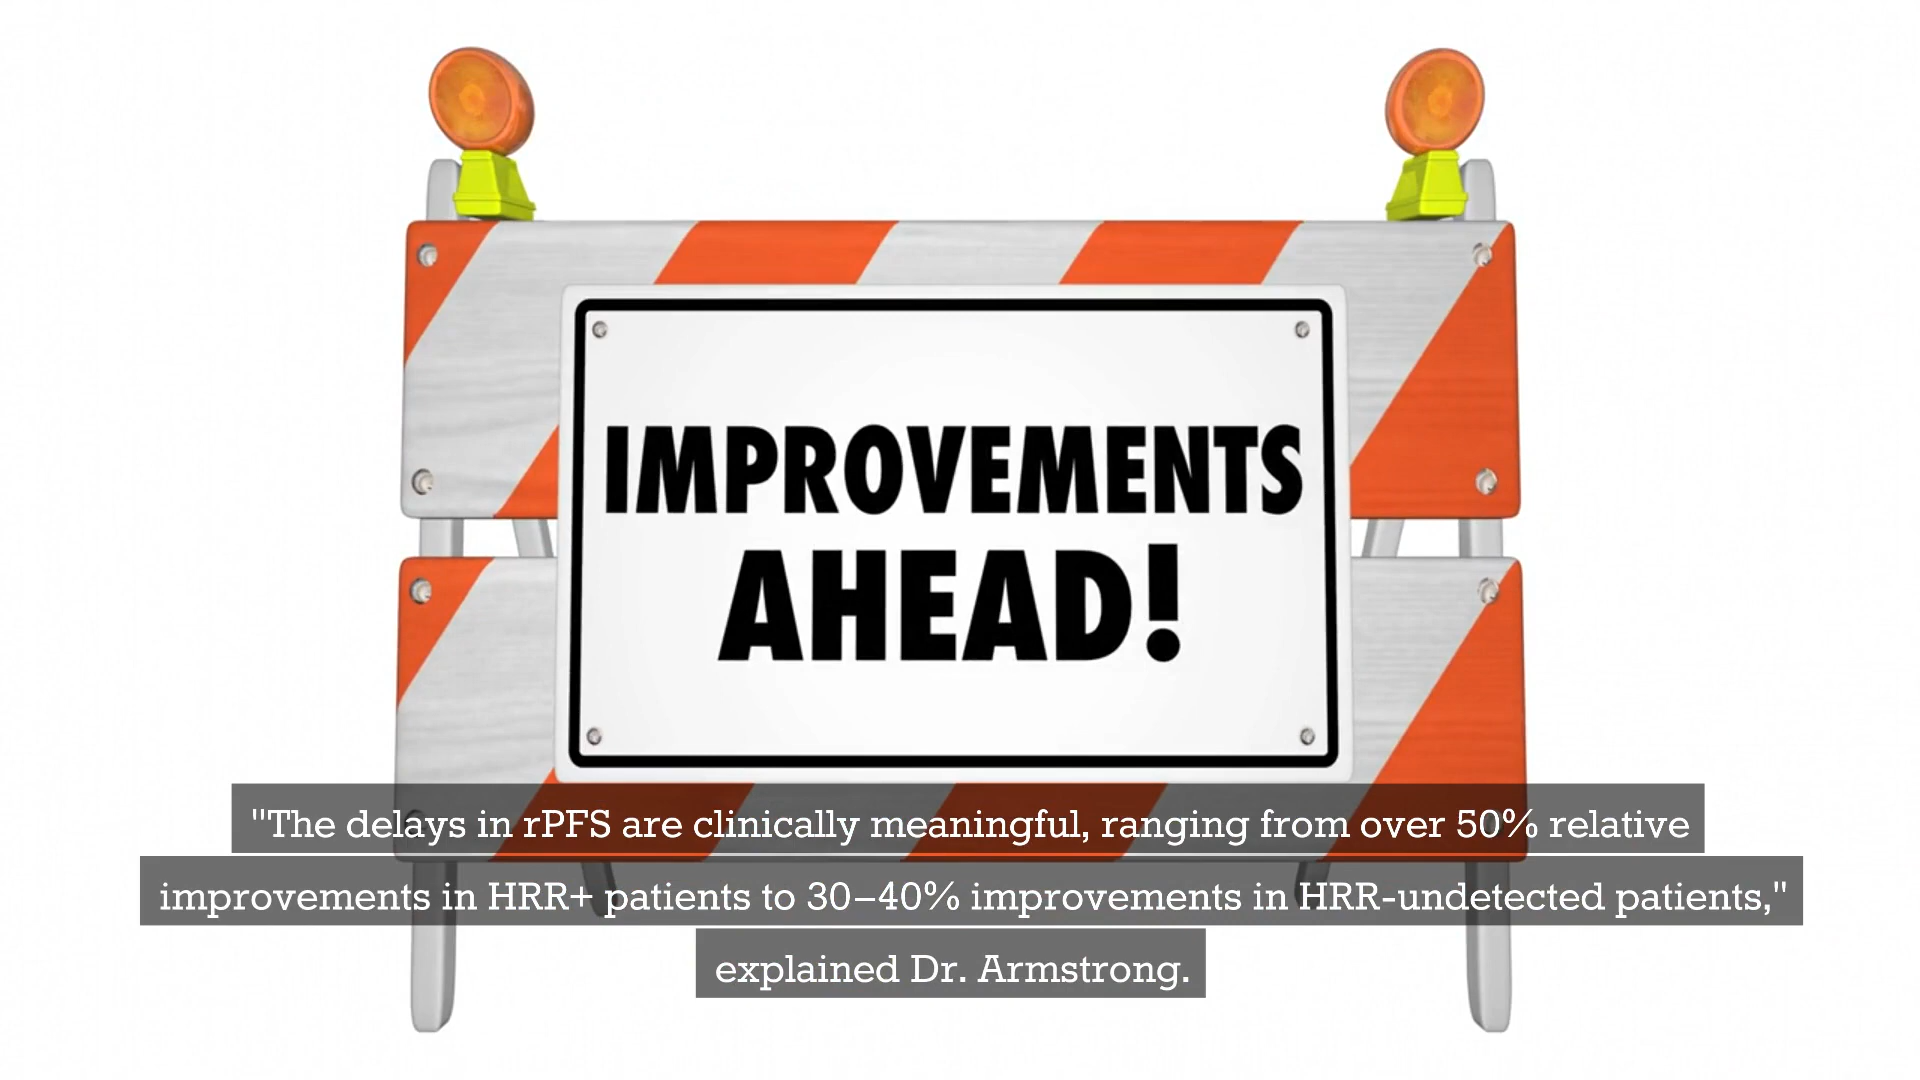 IMPROVEMENTS
AHEAD!
"The delays in rPFS are clinically meaningful, ranging from over 50% relative
improvements in HRR+ patients to 30–40% improvements in HRR-undetected patients,"
explained Dr. Armstrong.